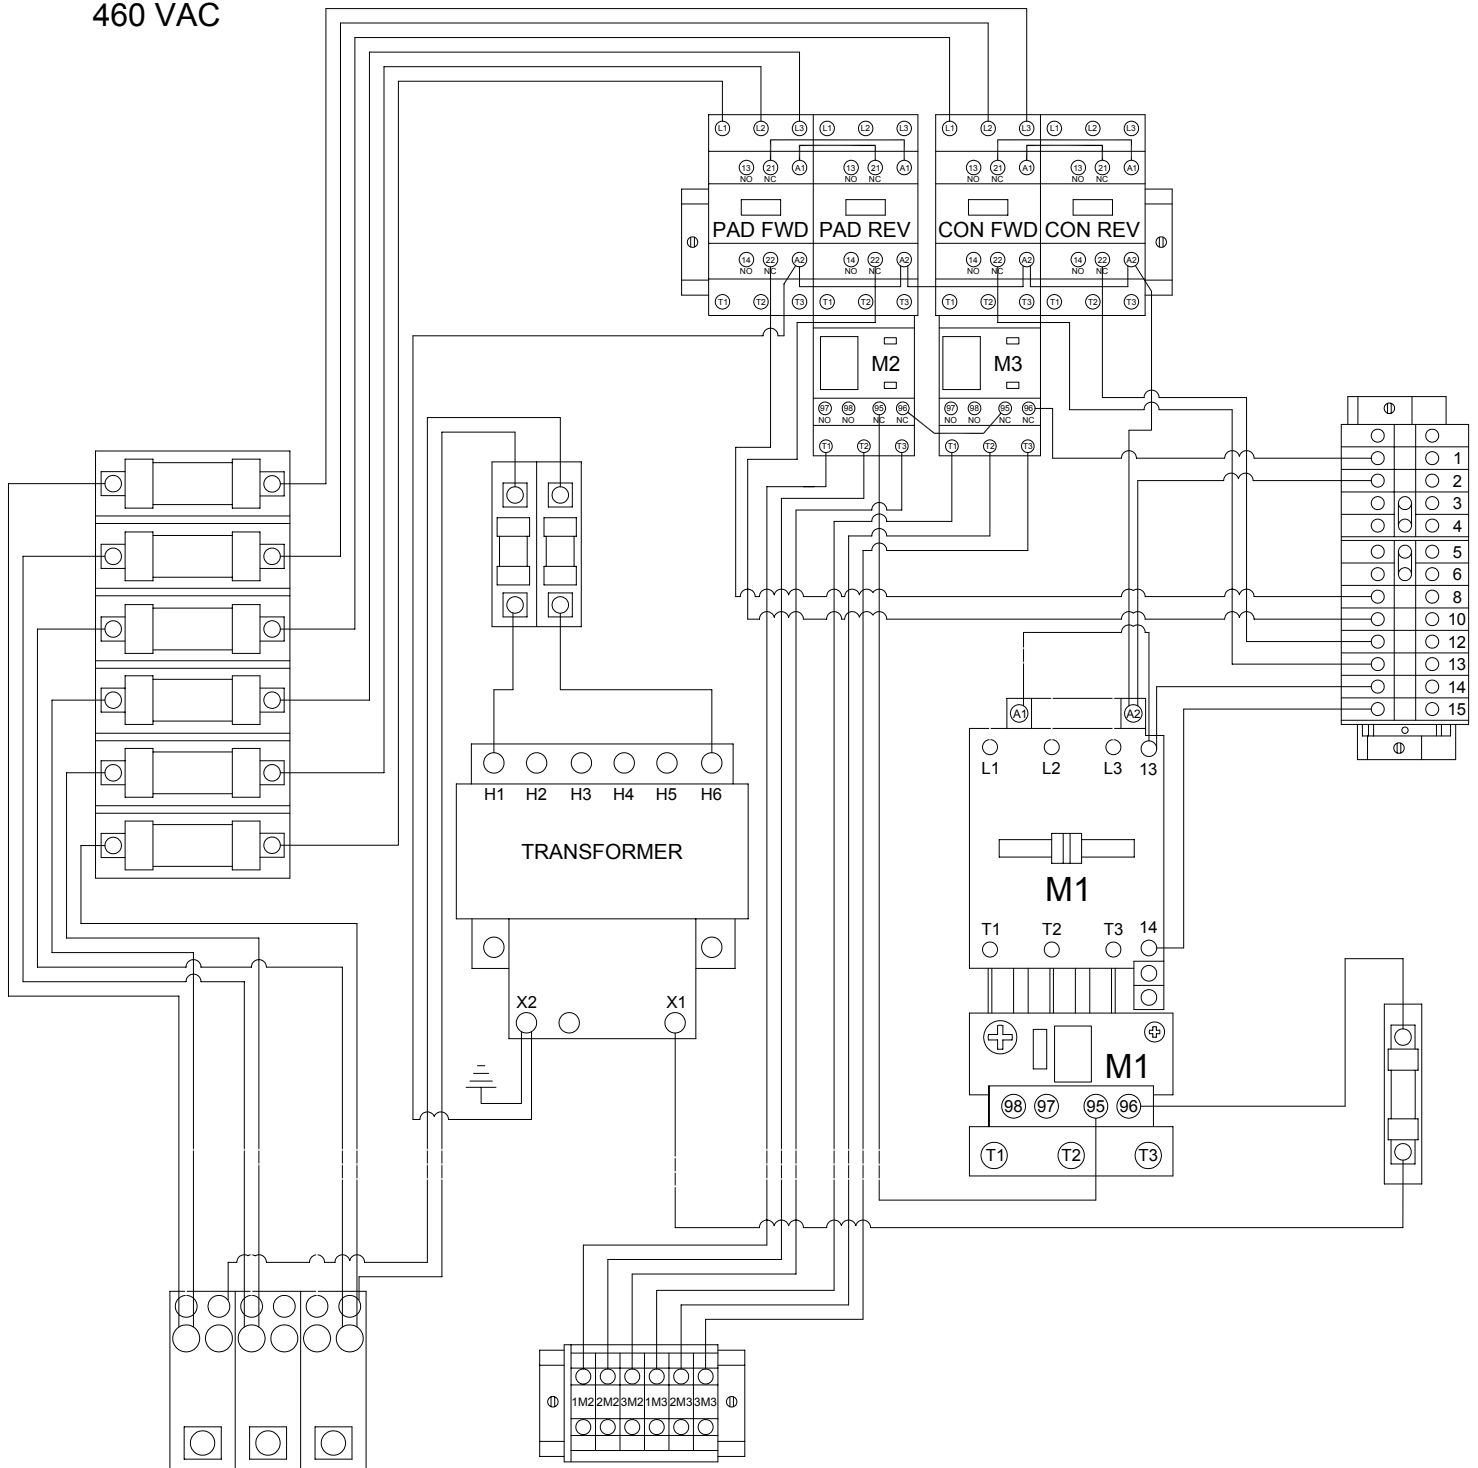 460 VAC
L1 L2 L3 L1 L2 L3 L1 L2 L3 L1 L2 L3
13 21 A1 13 21 A1 13 21 A1 13 21 A1
NO NC NO NC NO NC NO NC
PAD FWD PAD REV CON FWD CON REV
14 22 A2 14 22 A2 14 22 A2 14 22 A2
NO NC NO NC NO NC NO NC
T1 T2 T3 T1 T2 T3 T1 T2 T3 T1 T2 T3
M2 M3
97 98 95 96 97 98 95 96
NO NO NC NC NO NO NC NC
T1 T2 T3 T1 T2 T3
1
2
3
4
5
6
8
10
12
13
14
15
A1 A2
L1 L2 L3 13
H1 H2 H3 H4 H5 H6
TRANSFORMER
M1
T1 T2 T3 14
X2 X1
M1
98 97 95 96
T1 T2 T3
1M2 2M2 3M2 1M3 2M3 3M3